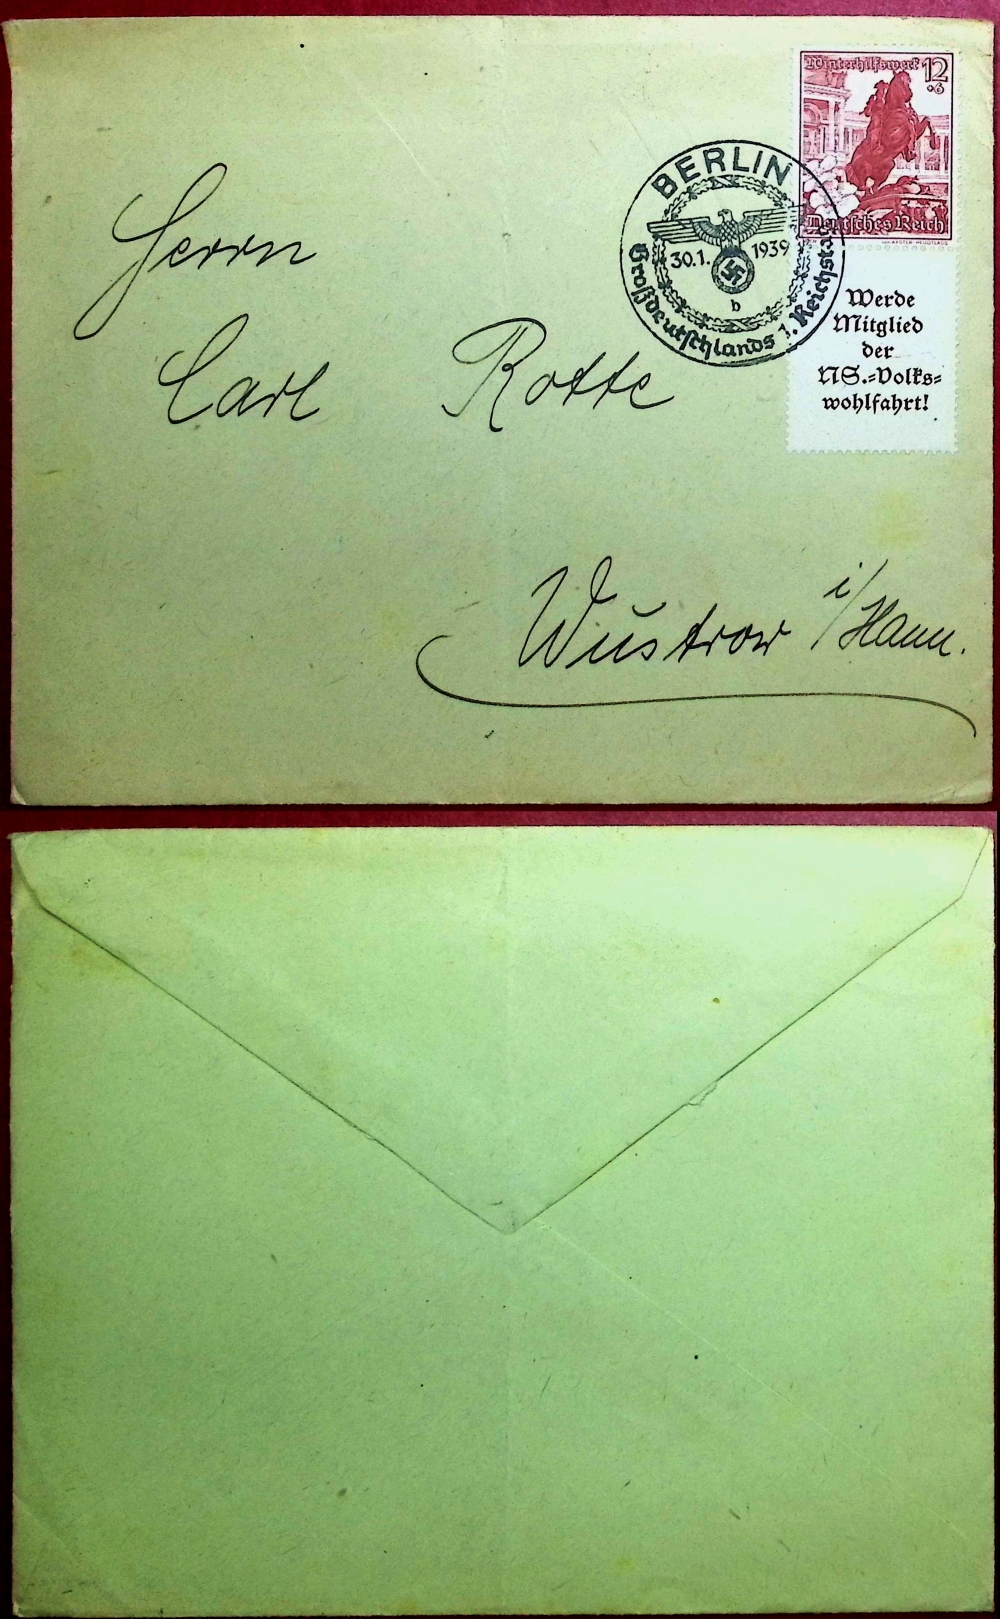 Winterhilfswerk 12
+6
Deutsches Reich
BERLIN
30.1. 1939
b
Großdeutschlands 1. Reichstag
Werde
Mitglied
der
NS.=Volks=
wohlfahrt!
Herrn
Carl Rotte
Wustrow i/Hann.